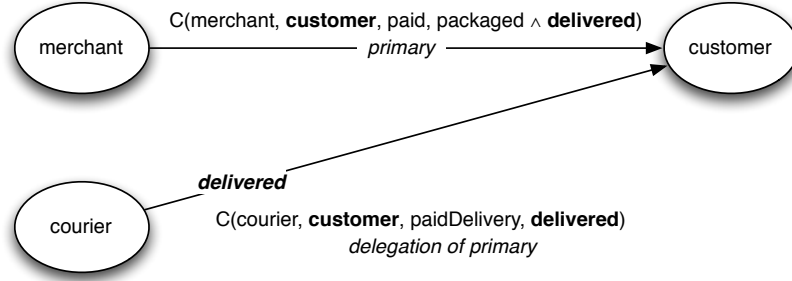 C(merchant, customer, paid, packaged ∧ delivered)
merchant
primary
customer
delivered
courier
C(courier, customer, paidDelivery, delivered)
delegation of primary